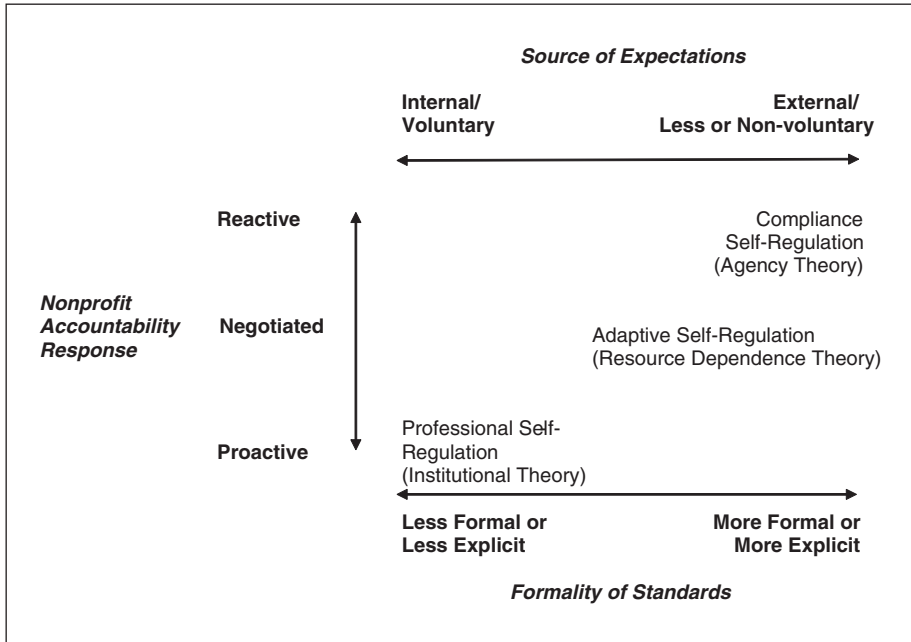 Source of Expectations
Internal/
Voluntary
External/
Less or Non-voluntary
Reactive
Compliance
Self-Regulation
(Agency Theory)
Nonprofit
Accountability
Response
Negotiated
Adaptive Self-Regulation
(Resource Dependence Theory)
Proactive
Professional Self-
Regulation
(Institutional Theory)
Less Formal or
Less Explicit
More Formal or
More Explicit
Formality of Standards